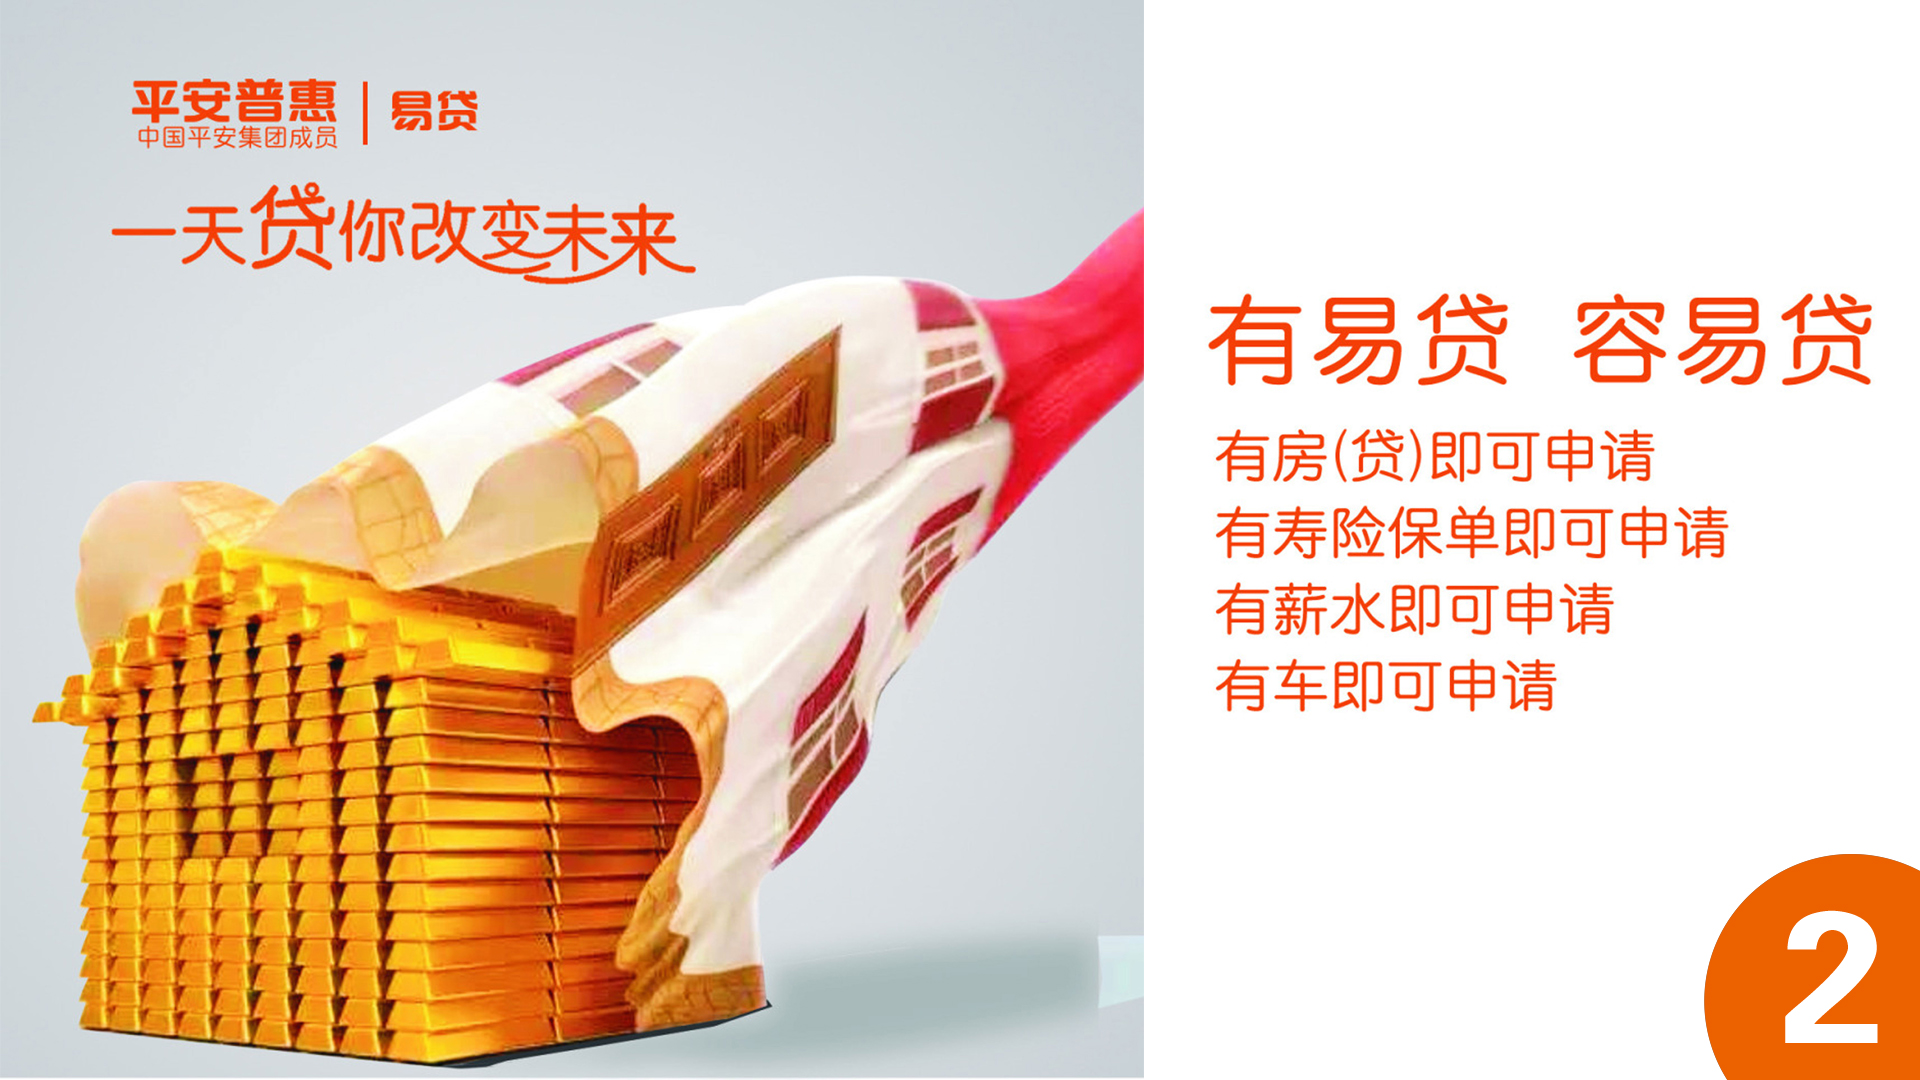 平安普惠 | 易贷
中国平安集团成员
一天贷你改变未来
有易贷 容易贷
有房(贷)即可申请
有寿险保单即可申请
有薪水即可申请
有车即可申请
2